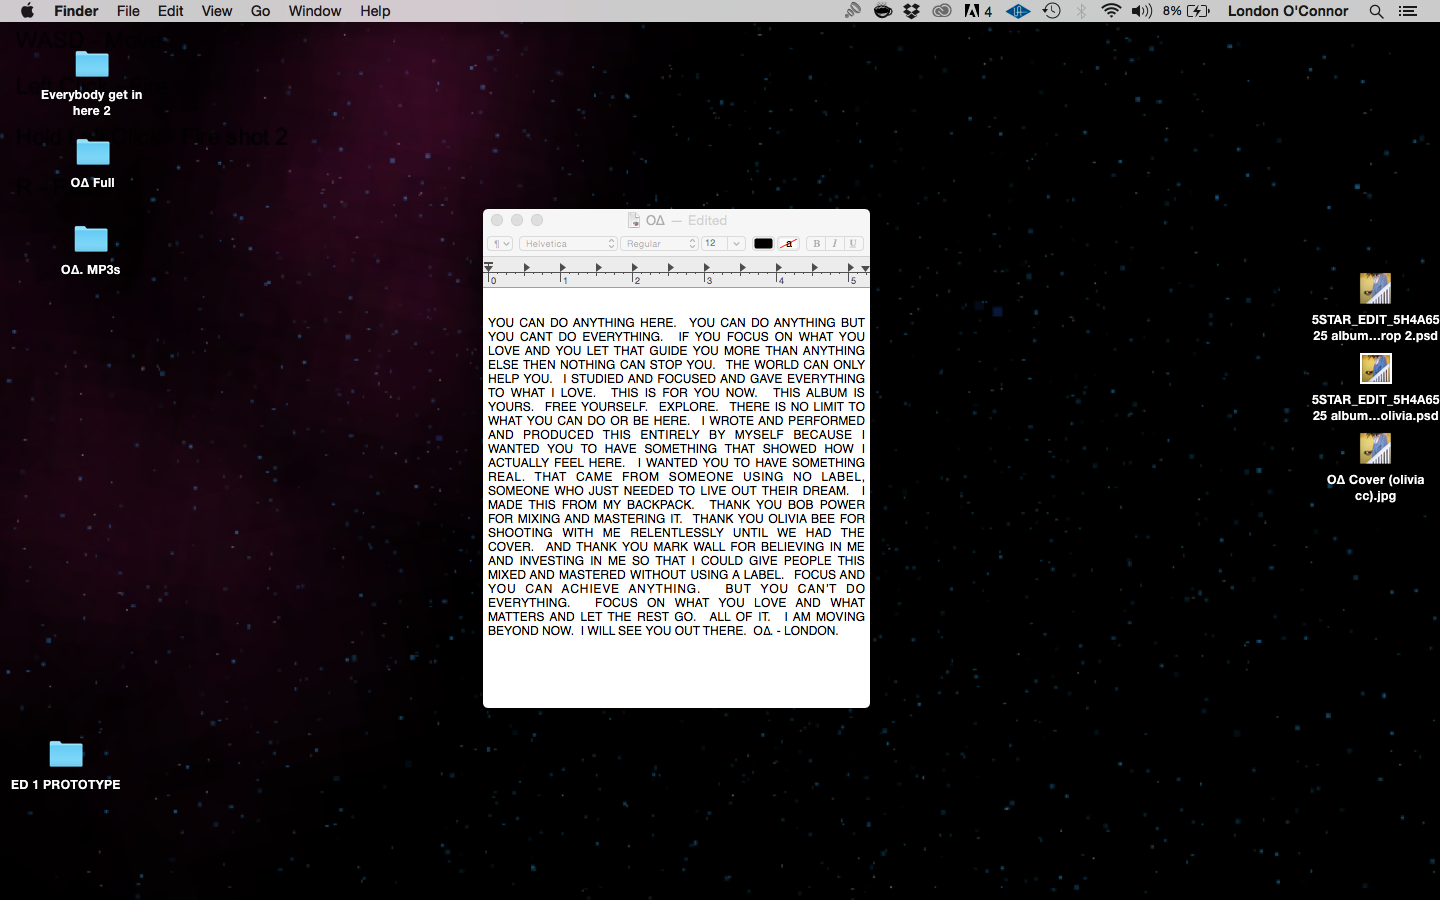 Finder File Edit View Go Window Help
4 8% London O'Connor
WASD - Mo
Everybody get in
here 2
shot 2
O∆ Full
O∆. MP3s
O∆ — Edited
¶ Helvetica Regular 12 a B I U
0 1 2 3 4 5
YOU CAN DO ANYTHING HERE. YOU CAN DO ANYTHING BUT
YOU CANT DO EVERYTHING. IF YOU FOCUS ON WHAT YOU
LOVE AND YOU LET THAT GUIDE YOU MORE THAN ANYTHING
ELSE THEN NOTHING CAN STOP YOU. THE WORLD CAN ONLY
HELP YOU. I STUDIED AND FOCUSED AND GAVE EVERYTHING
TO WHAT I LOVE. THIS IS FOR YOU NOW. THIS ALBUM IS
YOURS. FREE YOURSELF. EXPLORE. THERE IS NO LIMIT TO
WHAT YOU CAN DO OR BE HERE. I WROTE AND PERFORMED
AND PRODUCED THIS ENTIRELY BY MYSELF BECAUSE I
WANTED YOU TO HAVE SOMETHING THAT SHOWED HOW I
ACTUALLY FEEL HERE. I WANTED YOU TO HAVE SOMETHING
REAL. THAT CAME FROM SOMEONE USING NO LABEL,
SOMEONE WHO JUST NEEDED TO LIVE OUT THEIR DREAM. I
MADE THIS FROM MY BACKPACK. THANK YOU BOB POWER
FOR MIXING AND MASTERING IT. THANK YOU OLIVIA BEE FOR
SHOOTING WITH ME RELENTLESSLY UNTIL WE HAD THE
COVER. AND THANK YOU MARK WALL FOR BELIEVING IN ME
AND INVESTING IN ME SO THAT I COULD GIVE PEOPLE THIS
MIXED AND MASTERED WITHOUT USING A LABEL. FOCUS AND
YOU CAN ACHIEVE ANYTHING. BUT YOU CAN'T DO
EVERYTHING. FOCUS ON WHAT YOU LOVE AND WHAT
MATTERS AND LET THE REST GO. ALL OF IT. I AM MOVING
BEYOND NOW. I WILL SEE YOU OUT THERE. O∆. - LONDON.
5STAR_EDIT_5H4A65
25 album...rop 2.psd
5STAR_EDIT_5H4A65
25 album...olivia.psd
O∆ Cover (olivia
cc).jpg
ED 1 PROTOTYPE